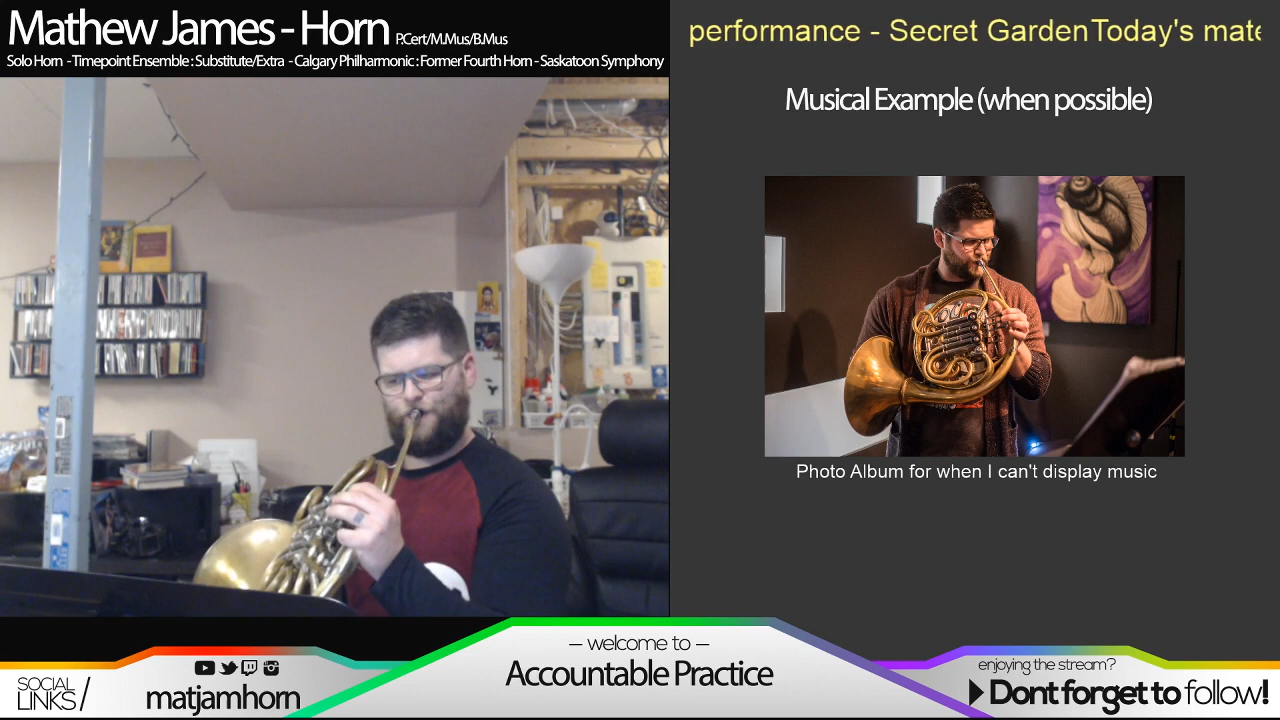 Mathew James - Horn P.Cert/M.Mus/B.Mus
Solo Horn - Timepoint Ensemble : Substitute/Extra - Calgary Philharmonic : Former Fourth Horn - Saskatoon Symphony
performance - Secret GardenToday's mate
Musical Example (when possible)
Photo Album for when I can't display music
SOCIAL
LINKS/
matjamhorn
– welcome to –
Accountable Practice
enjoying the stream?
Dont forget to follow!